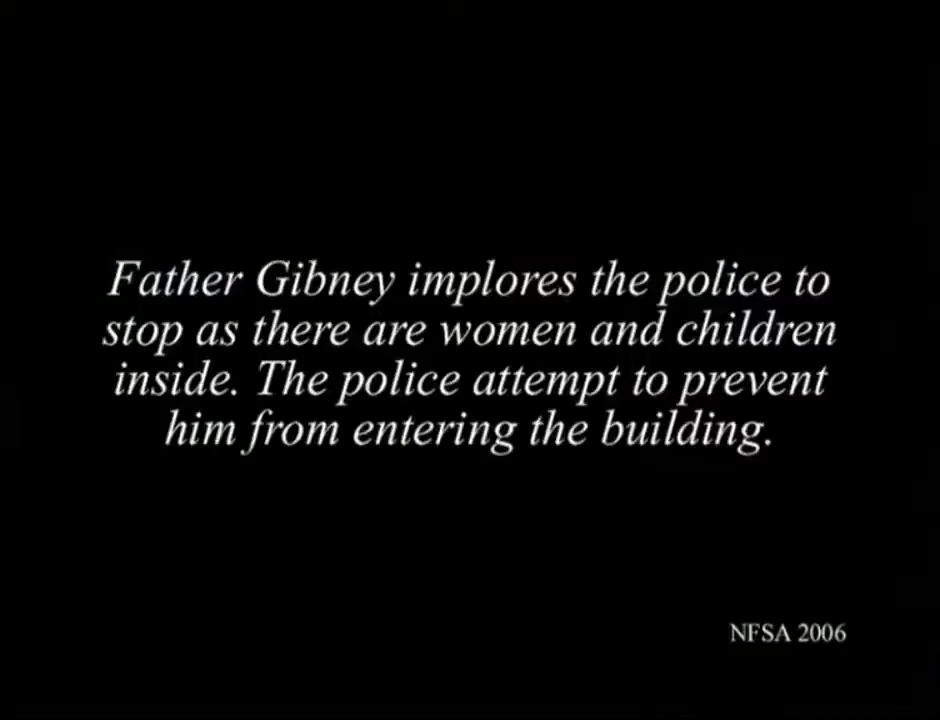 Father Gibney implores the police to
stop as there are women and children
inside. The police attempt to prevent
him from entering the building.
NFSA 2006